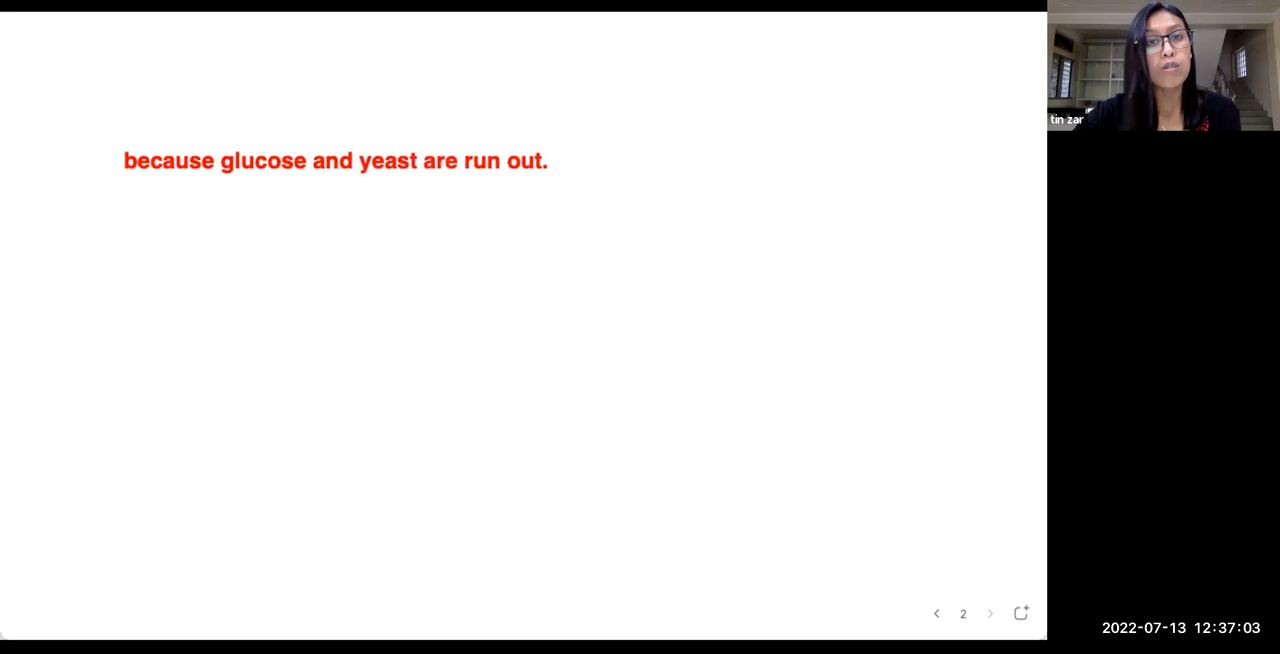 because glucose and yeast are run out.
tin zar
2
2022-07-13 12:37:03